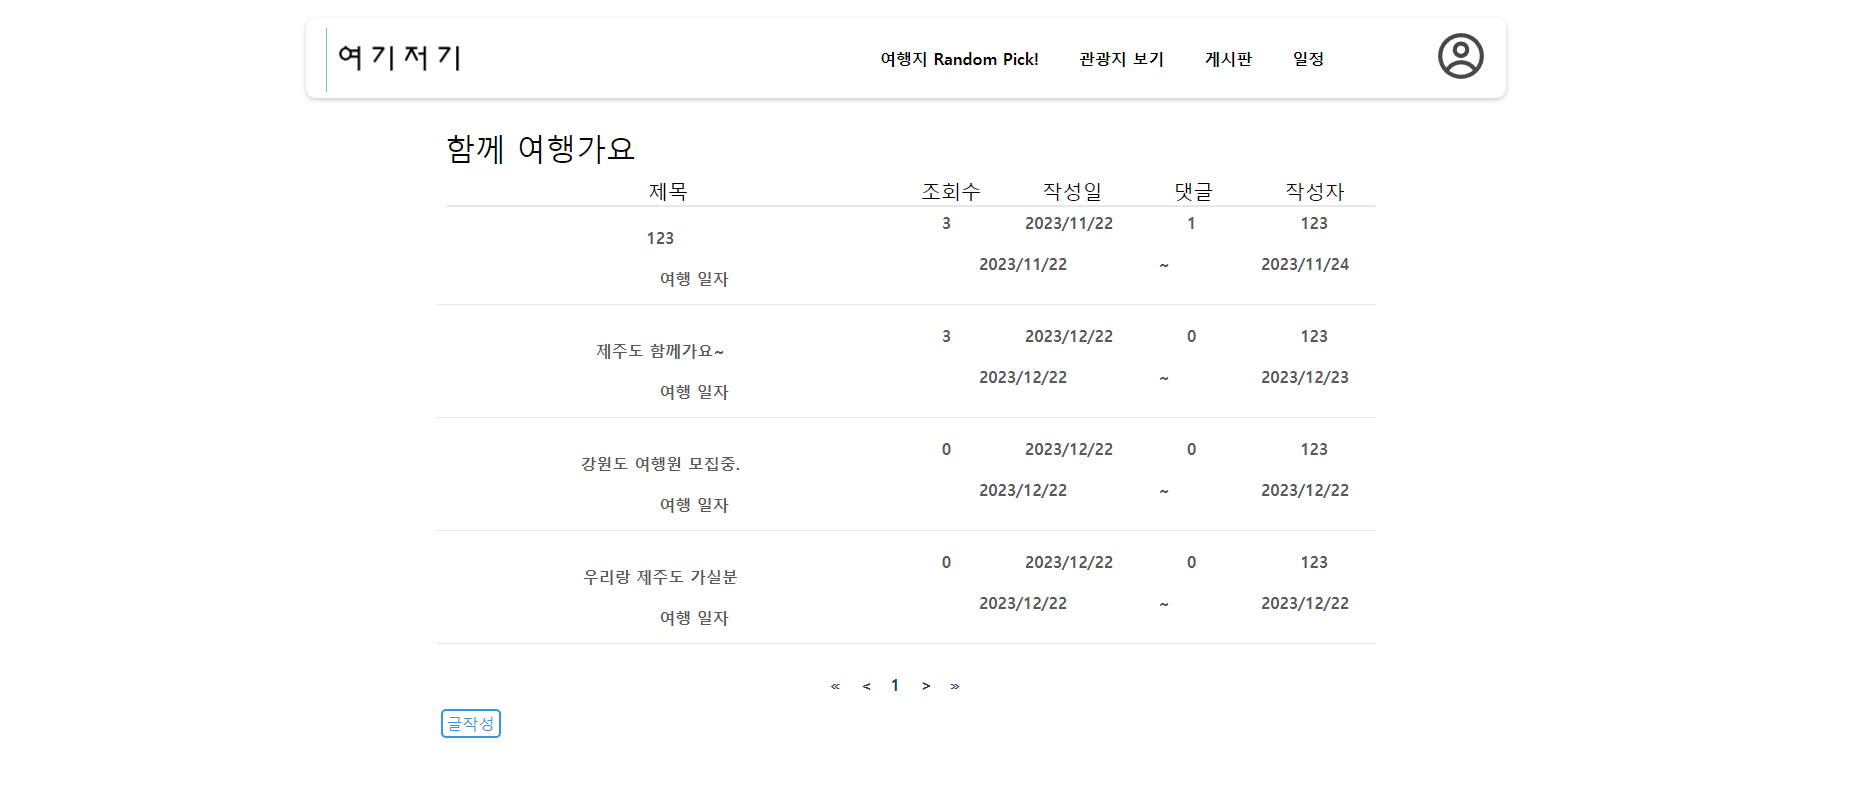 여기저기 여행지 Random Pick! 관광지 보기 게시판 일정
함께 여행가요
제목 조회수 작성일 댓글 작성자
123 3 2023/11/22 1 123
여행 일자 2023/11/22 ~ 2023/11/24
제주도 함께가요~ 3 2023/12/22 0 123
여행 일자 2023/12/22 ~ 2023/12/23
강원도 여행원 모집중. 0 2023/12/22 0 123
여행 일자 2023/12/22 ~ 2023/12/22
우리랑 제주도 가실분 0 2023/12/22 0 123
여행 일자 2023/12/22 ~ 2023/12/22
« < 1 > »
글작성